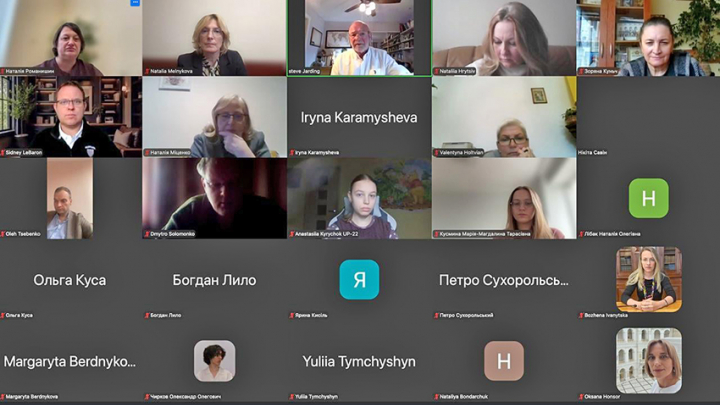 Наталія Романишин
Natalia Melnykova
steve Jarding
Nataliia Hrytsiv
Зоряна Куньч
Sidney LeBaron
Наталія Міщенко
Iryna Karamysheva
Iryna Karamysheva
Valentyna Holtvian
Нікіта Савін
Oleh Tsebenko
Dmytro Solomonko
Anastasiia Kyrychok UP-22
Кусмина Марія-Магдалина Тарасівна
Н
Лібак Наталія Олегівна
Ольга Куса
Ольга Куса
Богдан Лило
Богдан Лило
Я
Ярина Кисіль
Петро Сухорольсь...
Петро Сухорольський
Bozhena Ivanytska
Margaryta Berdnyko...
Margaryta Berdnykova
Чирков Олександр Олегович
Yuliia Tymchyshyn
Yuliia Tymchyshyn
H
Nataliya Bondarchuk
Oksana Honsor